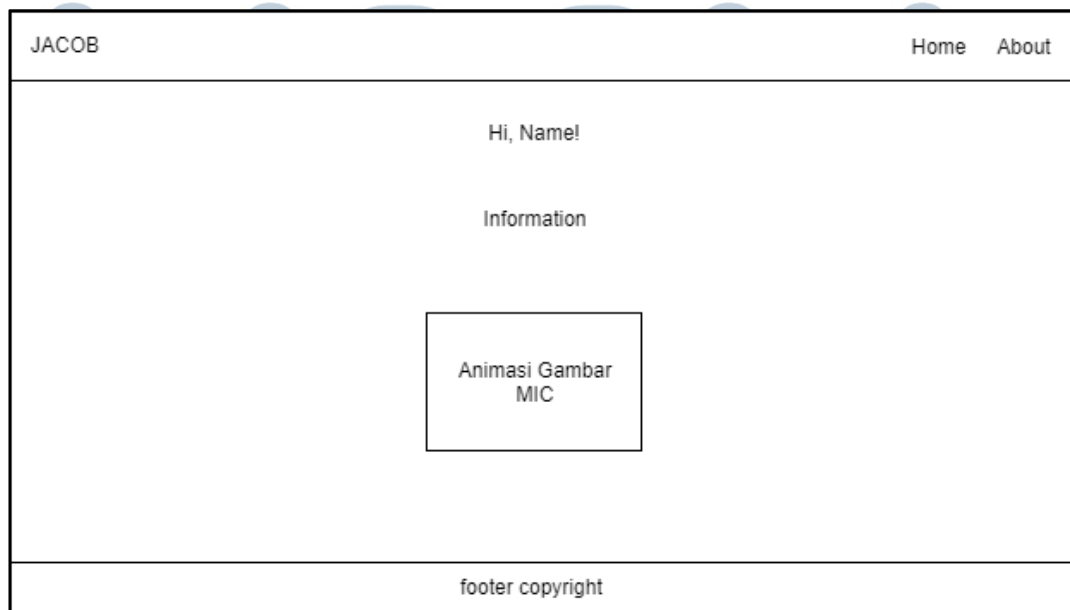 JACOB Home About
Hi, Name!
Information
Animasi Gambar
MIC
footer copyright